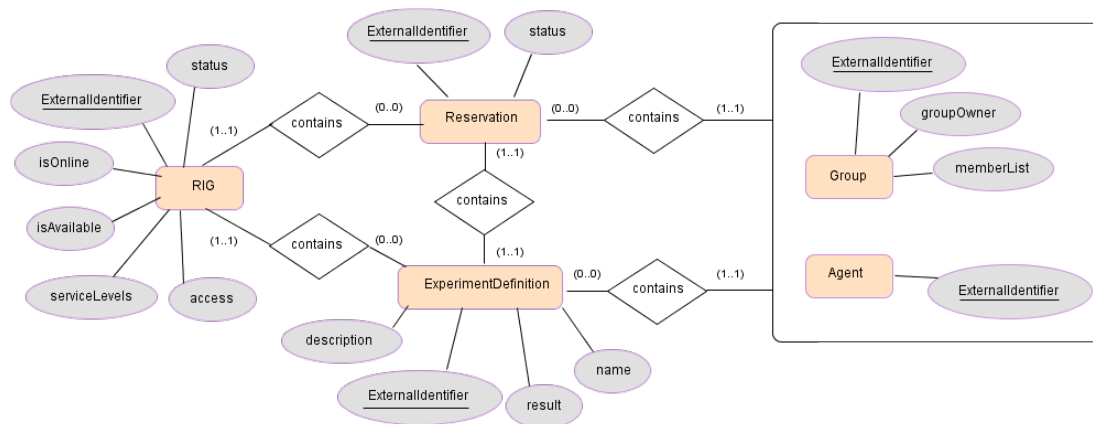 ExternalIdentifier
status
status
ExternalIdentifier
ExternalIdentifier
(0..0)
Reservation
(0..0)
(1..1)
groupOwner
contains
contains
(1..1)
(1..1)
isOnline
memberList
RIG
Group
contains
isAvailable
(1..1)
(0..0)
contains
(1..1)
(0..0)
(1..1)
Agent
ExperimentDefinition
contains
serviceLevels
access
ExternalIdentifier
description
name
ExternalIdentifier
result